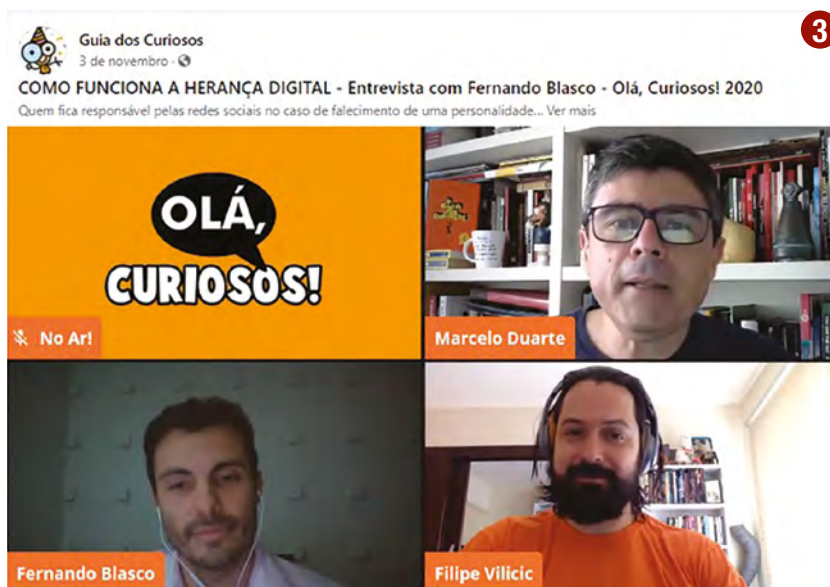 3
Guia dos Curiosos
3 de novembro ·
COMO FUNCIONA A HERANÇA DIGITAL - Entrevista com Fernando Blasco - Olá, Curiosos! 2020
Quem fica responsável pelas redes sociais no caso de falecimento de uma personalidade... Ver mais
OLÁ,
CURIOSOS!
No Ar!
Marcelo Duarte
Fernando Blasco
Filipe Vilicic